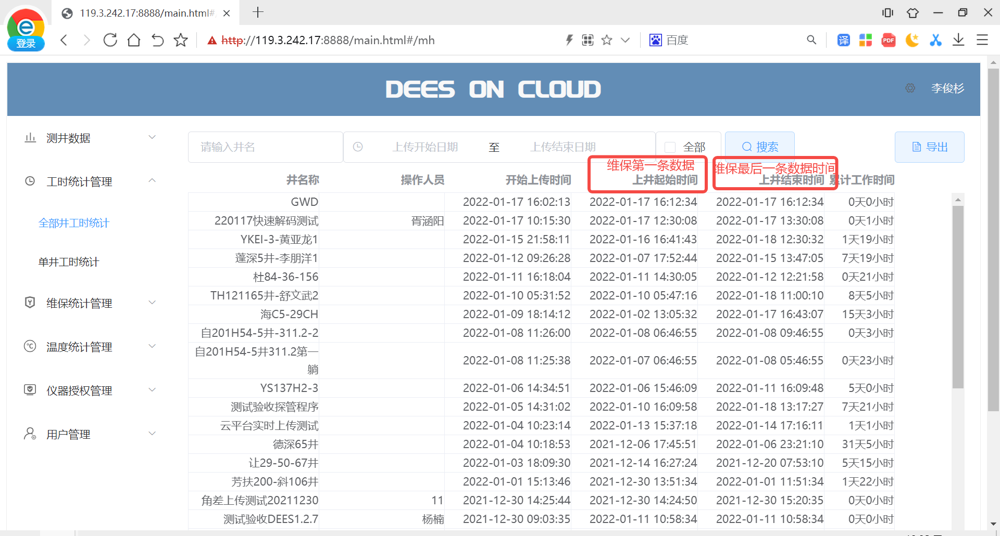 119.3.242.17:8888/main.html#
登录
http://119.3.242.17:8888/main.html#/mh
百度
译
PDF
DEES ON CLOUD
李俊杉
测井数据
工时统计管理
全部井工时统计
单井工时统计
维保统计管理
温度统计管理
仪器授权管理
用户管理
请输入井名
上传开始日期 至 上传结束日期
全部
搜索
导出
维保第一条数据
维保最后一条数据时间
井名称 操作人员 开始上传时间 上井起始时间 上井结束时间 累计工作时间
GWD 2022-01-17 16:02:13 2022-01-17 16:12:34 2022-01-17 16:12:34 0天0小时
220117快速解码测试 胥涵阳 2022-01-17 10:15:30 2022-01-17 12:30:08 2022-01-17 13:30:08 0天1小时
YKEI-3-黄亚龙1 2022-01-15 21:58:11 2022-01-16 16:41:43 2022-01-18 12:30:32 1天19小时
蓬深5井-李朋洋1 2022-01-12 09:26:28 2022-01-07 17:52:44 2022-01-15 13:47:05 7天19小时
杜84-36-156 2022-01-11 16:18:04 2022-01-11 14:30:05 2022-01-12 12:21:58 0天21小时
TH121165井-舒文武2 2022-01-10 05:31:52 2022-01-10 05:47:16 2022-01-18 11:00:10 8天5小时
海C5-29CH 2022-01-09 18:14:12 2022-01-02 13:05:32 2022-01-17 16:43:07 15天3小时
自201H54-5井-311.2-2 2022-01-08 11:26:00 2022-01-08 06:46:55 2022-01-08 09:46:55 0天3小时
自201H54-5井311.2第一
躺 2022-01-08 11:25:38 2022-01-07 06:46:55 2022-01-08 05:46:55 0天23小时
YS137H2-3 2022-01-06 14:34:51 2022-01-06 15:46:09 2022-01-11 16:09:48 5天0小时
测试验收探管程序 2022-01-05 14:31:02 2022-01-10 16:09:58 2022-01-18 13:17:27 7天21小时
云平台实时上传测试 2022-01-04 10:23:14 2022-01-13 15:37:18 2022-01-14 17:16:11 1天1小时
德深65井 2022-01-04 10:18:53 2021-12-06 17:45:51 2022-01-06 23:21:10 31天5小时
让29-50-67井 2022-01-03 18:09:30 2021-12-14 16:27:24 2021-12-20 07:53:10 5天15小时
芳扶200-斜106井 2022-01-01 15:13:46 2021-12-30 13:51:34 2022-01-01 11:51:34 1天22小时
角差上传测试20211230 11 2021-12-30 14:25:44 2021-12-30 14:24:50 2021-12-30 15:20:35 0天0小时
测试验收DEES1.2.7 杨楠 2021-12-30 09:03:35 2022-01-11 10:58:34 2022-01-11 10:58:34 0天0小时